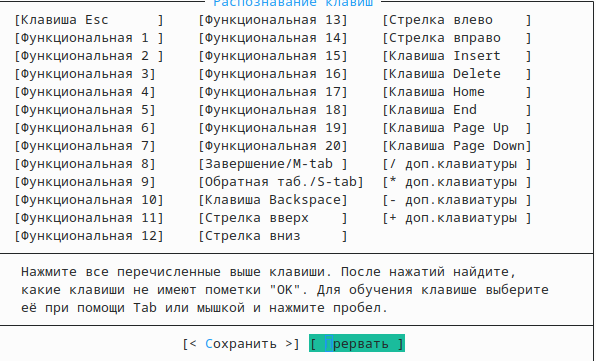 Распознавание клавиш
[Клавиша Esc      ]    [Функциональная 13]    [Стрелка влево    ]
[Функциональная 1 ]    [Функциональная 14]    [Стрелка вправо   ]
[Функциональная 2 ]    [Функциональная 15]    [Клавиша Insert   ]
[Функциональная 3]     [Функциональная 16]    [Клавиша Delete   ]
[Функциональная 4]     [Функциональная 17]    [Клавиша Home     ]
[Функциональная 5]     [Функциональная 18]    [Клавиша End      ]
[Функциональная 6]     [Функциональная 19]    [Клавиша Page Up  ]
[Функциональная 7]     [Функциональная 20]    [Клавиша Page Down]
[Функциональная 8]     [Завершение/M-tab ]    [/ доп.клавиатуры ]
[Функциональная 9]     [Обратная таб./S-tab]  [* доп.клавиатуры ]
[Функциональная 10]    [Клавиша Backspace]    [- доп.клавиатуры ]
[Функциональная 11]    [Стрелка вверх    ]    [+ доп.клавиатуры ]
[Функциональная 12]    [Стрелка вниз     ]
Нажмите все перечисленные выше клавиши. После нажатий найдите,
какие клавиши не имеют пометки "OK". Для обучения клавише выберите
её при помощи Tab или мышкой и нажмите пробел.
[< Сохранить >] [ Прервать ]